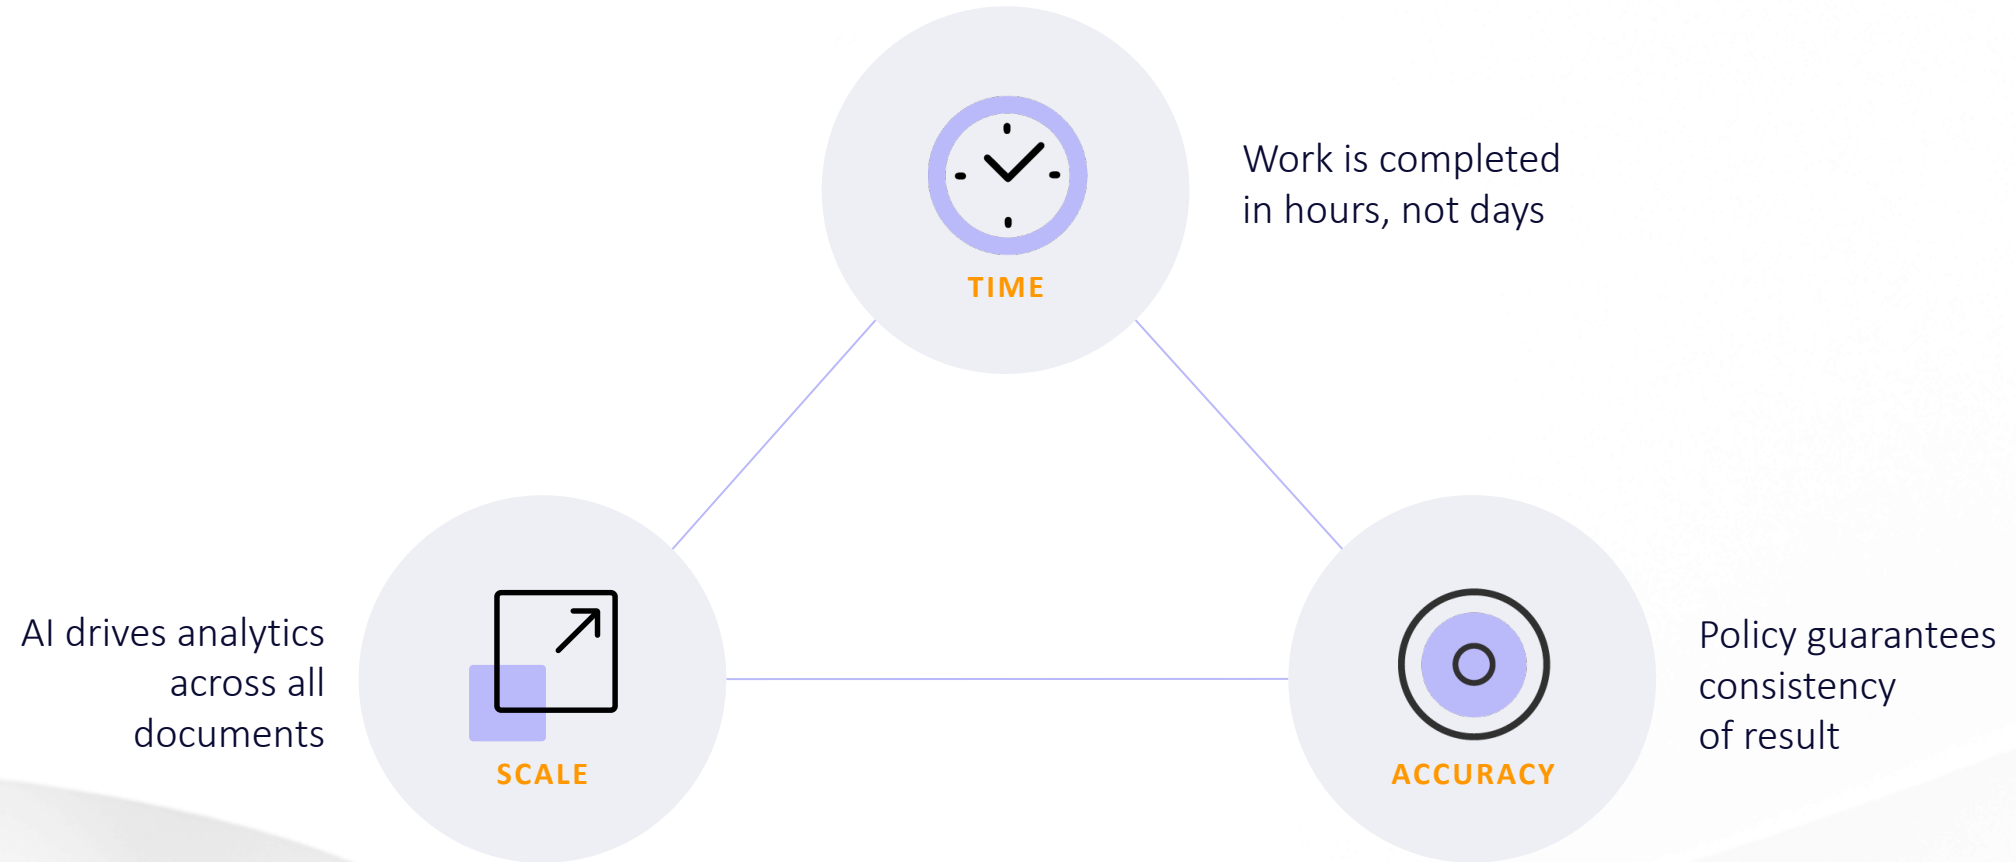 Work is completed
in hours, not days
TIME
AI drives analytics
across all
documents
SCALE
ACCURACY
Policy guarantees
consistency
of result